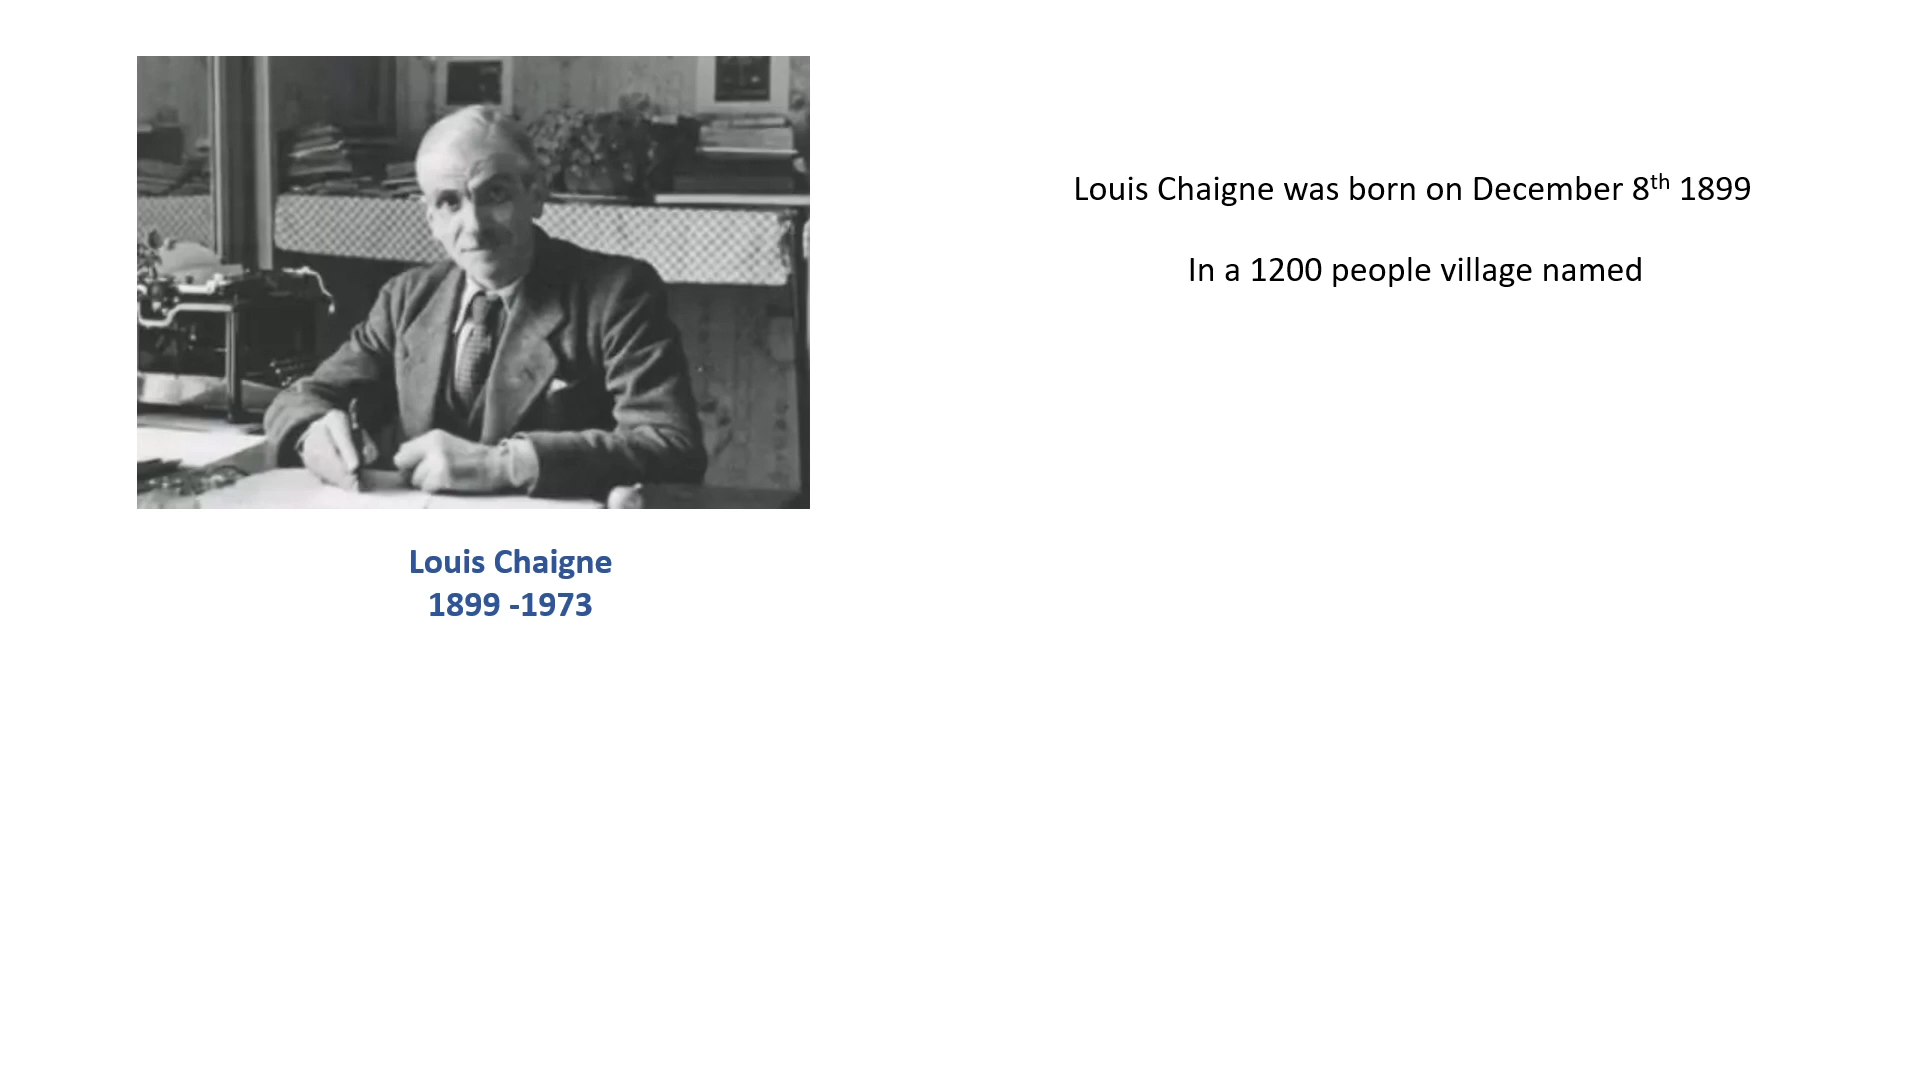 Louis Chaigne was born on December 8th 1899
In a 1200 people village named
Louis Chaigne
1899 -1973